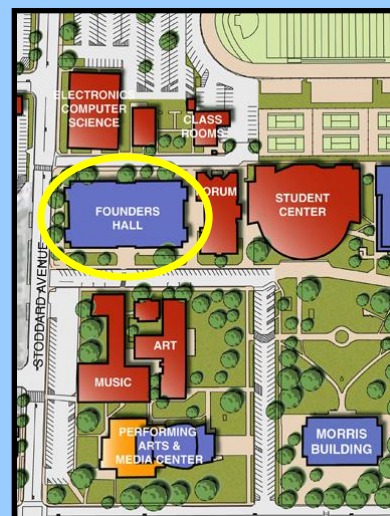 ELECTRONICS
COMPUTER
SCIENCE
CLASS
ROOMS
FOUNDERS
HALL
FORUM
STUDENT
CENTER
STODDARD AVENUE
ART
MUSIC
PERFORMING
ARTS &
MEDIA CENTER
MORRIS
BUILDING